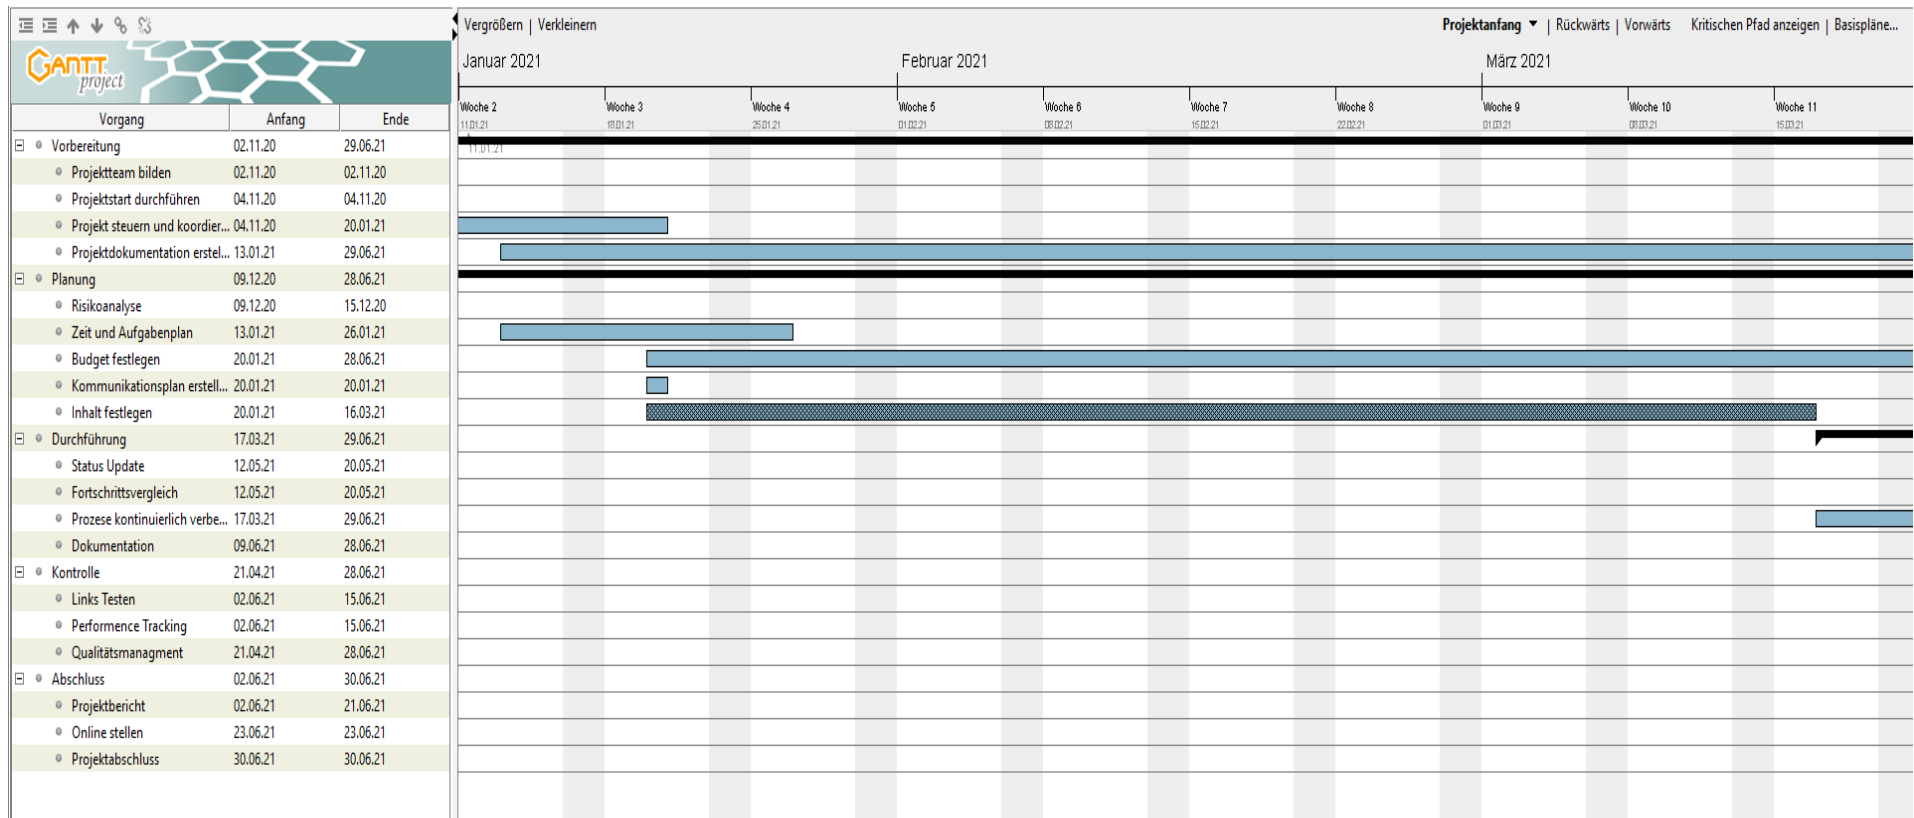 Vergrößern | Verkleinern
Projektanfang | Rückwärts | Vorwärts Kritischen Pfad anzeigen | Basispläne...
GANTT
project
Januar 2021 Februar 2021 März 2021
Woche 2 Woche 3 Woche 4 Woche 5 Woche 6 Woche 7 Woche 8 Woche 9 Woche 10 Woche 11
11.01.21 18.01.21 25.01.21 01.02.21 08.02.21 15.02.21 22.02.21 01.03.21 08.03.21 15.03.21
11.01.21
Vorgang Anfang Ende
Vorbereitung 02.11.20 29.06.21
Projektteam bilden 02.11.20 02.11.20
Projektstart durchführen 04.11.20 04.11.20
Projekt steuern und koordier... 04.11.20 20.01.21
Projektdokumentation erstel... 13.01.21 29.06.21
Planung 09.12.20 28.06.21
Risikoanalyse 09.12.20 15.12.20
Zeit und Aufgabenplan 13.01.21 26.01.21
Budget festlegen 20.01.21 28.06.21
Kommunikationsplan erstell... 20.01.21 20.01.21
Inhalt festlegen 20.01.21 16.03.21
Durchführung 17.03.21 29.06.21
Status Update 12.05.21 20.05.21
Fortschrittsvergleich 12.05.21 20.05.21
Prozese kontinuierlich verbe... 17.03.21 29.06.21
Dokumentation 09.06.21 28.06.21
Kontrolle 21.04.21 28.06.21
Links Testen 02.06.21 15.06.21
Performence Tracking 02.06.21 15.06.21
Qualitätsmanagment 21.04.21 28.06.21
Abschluss 02.06.21 30.06.21
Projektbericht 02.06.21 21.06.21
Online stellen 23.06.21 23.06.21
Projektabschluss 30.06.21 30.06.21